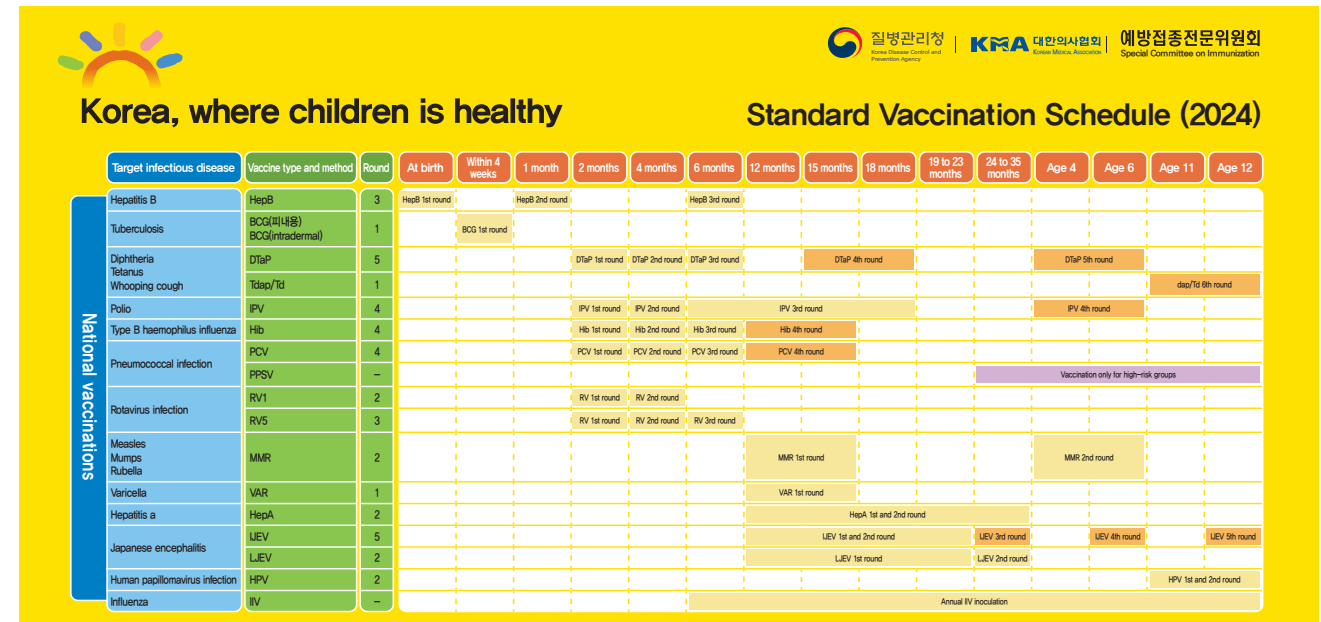 질병관리청
Korea Disease Control and
Prevention Agency
KMA 대한의사협회
Korean Medical Association
예방접종전문위원회
Special Committee on Immunization
Korea, where children is healthy
Standard Vaccination Schedule (2024)
Target infectious disease Vaccine type and method Round At birth Within 4 weeks 1 month 2 months 4 months 6 months 12 months 15 months 18 months 19 to 23 months 24 to 35 months Age 4 Age 6 Age 11 Age 12
National vaccinations
Hepatitis B HepB 3 HepB 1st round HepB 2nd round HepB 3rd round
Tuberculosis BCG(피내용) BCG(intradermal) 1 BCG 1st round
Diphtheria
Tetanus
Whooping cough
DTaP 5 DTaP 1st round DTaP 2nd round DTaP 3rd round DTaP 4th round DTaP 5th round
Tdap/Td 1 dap/Td 6th round
Polio IPV 4 IPV 1st round IPV 2nd round IPV 3rd round IPV 4th round
Type B haemophilus influenza Hib 4 Hib 1st round Hib 2nd round Hib 3rd round Hib 4th round
Pneumococcal infection
PCV 4 PCV 1st round PCV 2nd round PCV 3rd round PCV 4th round
PPSV – Vaccination only for high-risk groups
Rotavirus infection
RV1 2 RV 1st round RV 2nd round
RV5 3 RV 1st round RV 2nd round RV 3rd round
Measles
Mumps
Rubella
MMR 2 MMR 1st round MMR 2nd round
Varicella VAR 1 VAR 1st round
Hepatitis a HepA 2 HepA 1st and 2nd round
Japanese encephalitis
IJEV 5 IJEV 1st and 2nd round IJEV 3rd round IJEV 4th round IJEV 5th round
LJEV 2 LJEV 1st round LJEV 2nd round
Human papillomavirus infection HPV 2 HPV 1st and 2nd round
Influenza IIV – Annual IIV inoculation